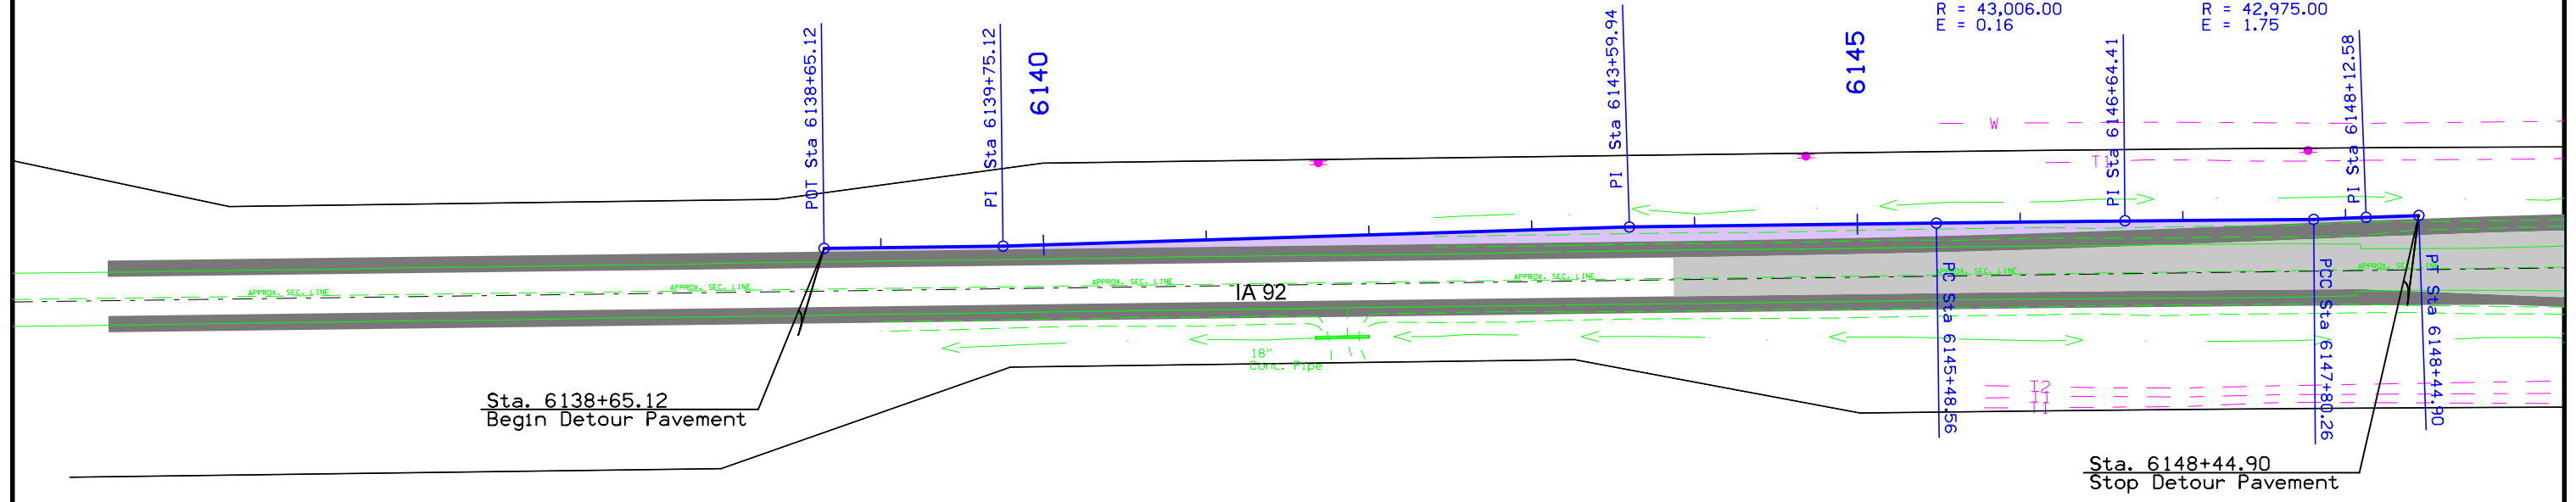 R = 43,006.00
E = 0.16
R = 42,975.00
E = 1.75
POT Sta 6138+65.12
PI Sta 6139+75.12
6140
PI Sta 6143+59.94
6145
PI Sta 6146+64.41
PI Sta 6148+12.58
W
T1
APPROX. SEC. LINE
APPROX. SEC. LINE
APPROX. SEC. LINE
APPROX. SEC. LINE
APPROX. SEC. LINE
APPROX. SEC. LINE
IA 92
18"
Conc. Pipe
PC Sta 6145+48.56
PCC Sta 6147+80.26
PT Sta 6148+44.90
T2
T1
Sta. 6138+65.12
Begin Detour Pavement
Sta. 6148+44.90
Stop Detour Pavement